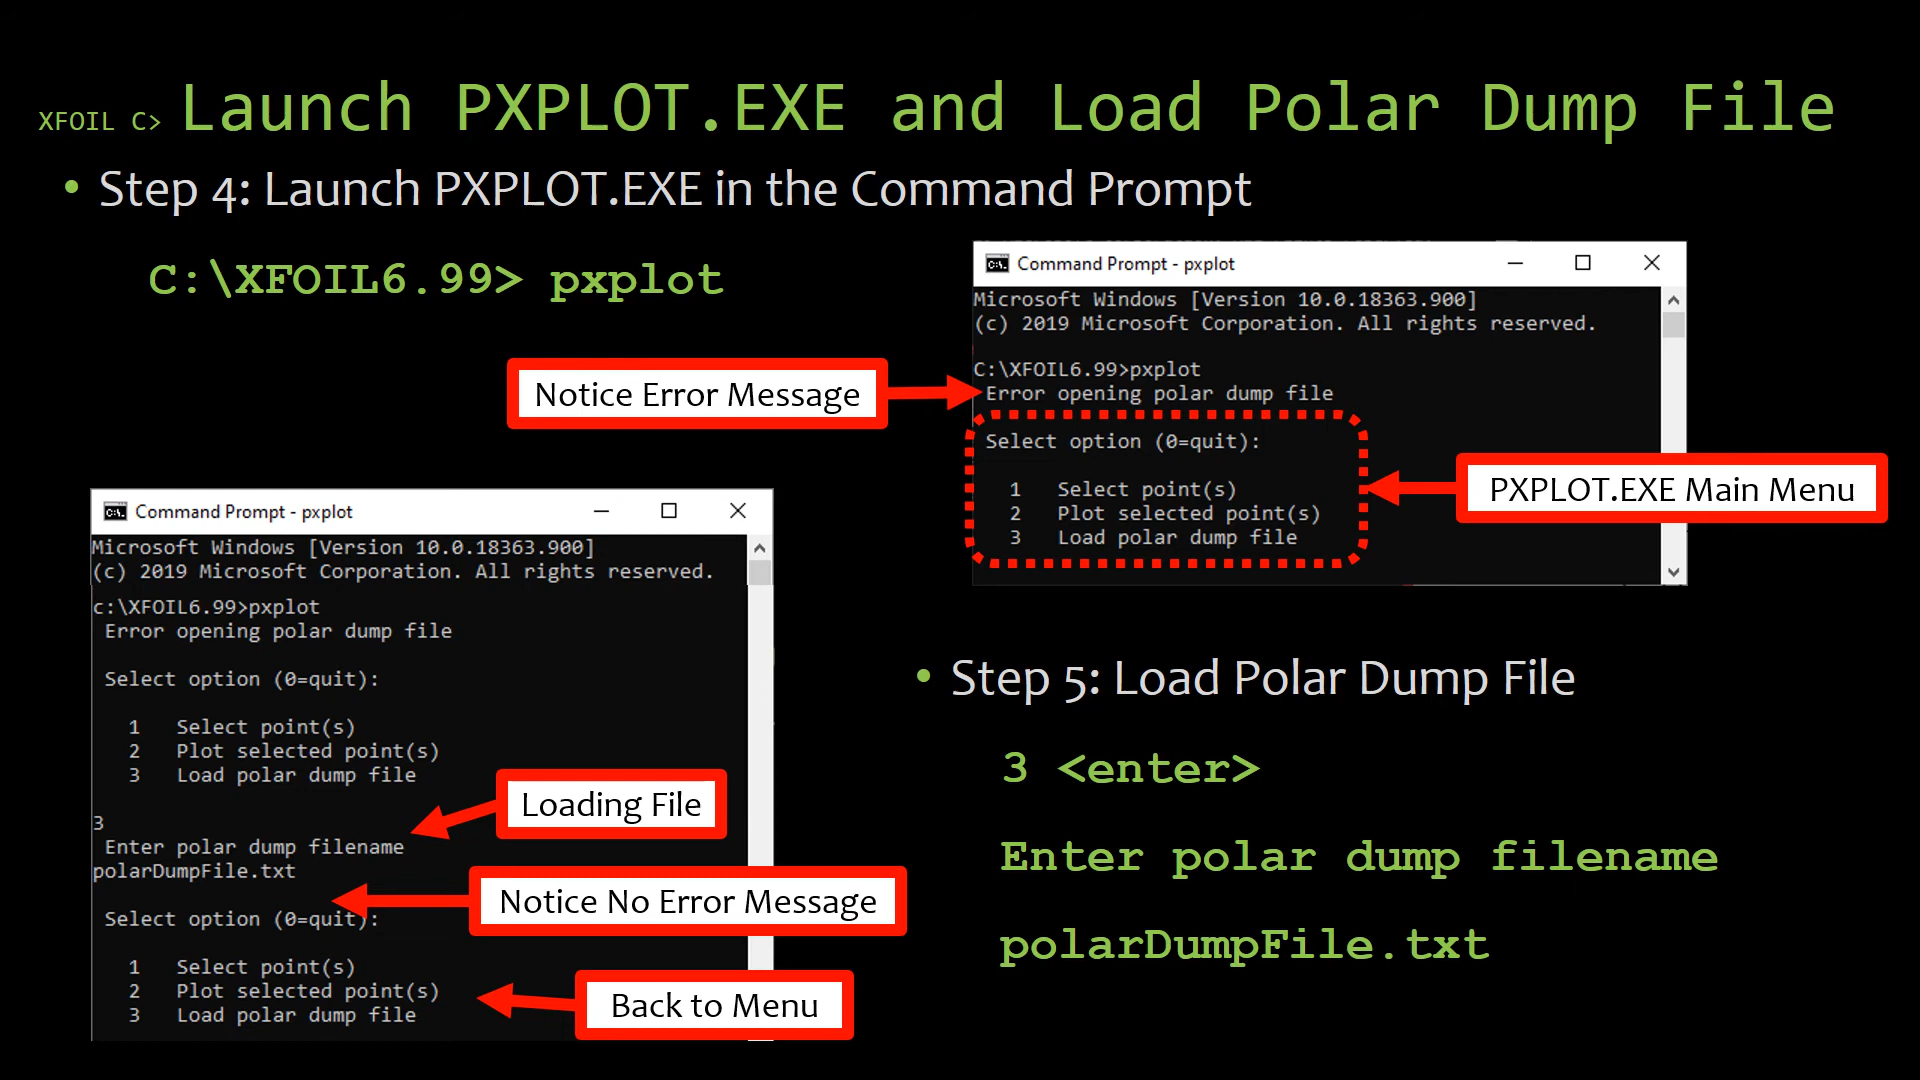 XFOIL C> Launch PXPLOT.EXE and Load Polar Dump File
• Step 4: Launch PXPLOT.EXE in the Command Prompt
C:\XFOIL6.99> pxplot
Command Prompt - pxplot
Microsoft Windows [Version 10.0.18363.900]
(c) 2019 Microsoft Corporation. All rights reserved.
C:\XFOIL6.99>pxplot
Error opening polar dump file
Select option (0=quit):
1 Select point(s)
2 Plot selected point(s)
3 Load polar dump file
Notice Error Message
PXPLOT.EXE Main Menu
Command Prompt - pxplot
Microsoft Windows [Version 10.0.18363.900]
(c) 2019 Microsoft Corporation. All rights reserved.
c:\XFOIL6.99>pxplot
Error opening polar dump file
Select option (0=quit):
1 Select point(s)
2 Plot selected point(s)
3 Load polar dump file
3
Enter polar dump filename
polarDumpFile.txt
Select option (0=quit):
1 Select point(s)
2 Plot selected point(s)
3 Load polar dump file
Loading File
Notice No Error Message
Back to Menu
• Step 5: Load Polar Dump File
3 <enter>
Enter polar dump filename
polarDumpFile.txt